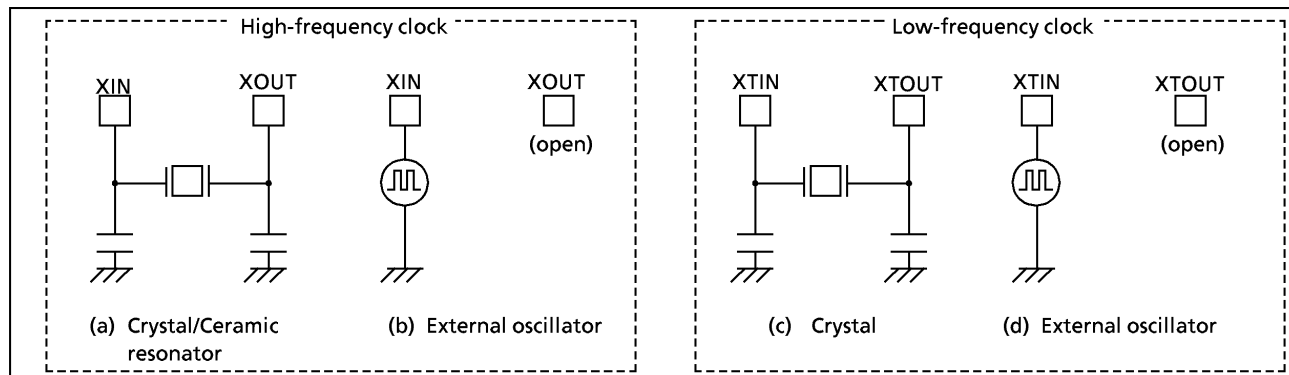 High-frequency clock
Low-frequency clock
XIN
XOUT
XIN
XOUT
XTIN
XTOUT
XTIN
XTOUT
(open)
(open)
(a) Crystal/Ceramic
resonator
(b) External oscillator
(c) Crystal
(d) External oscillator